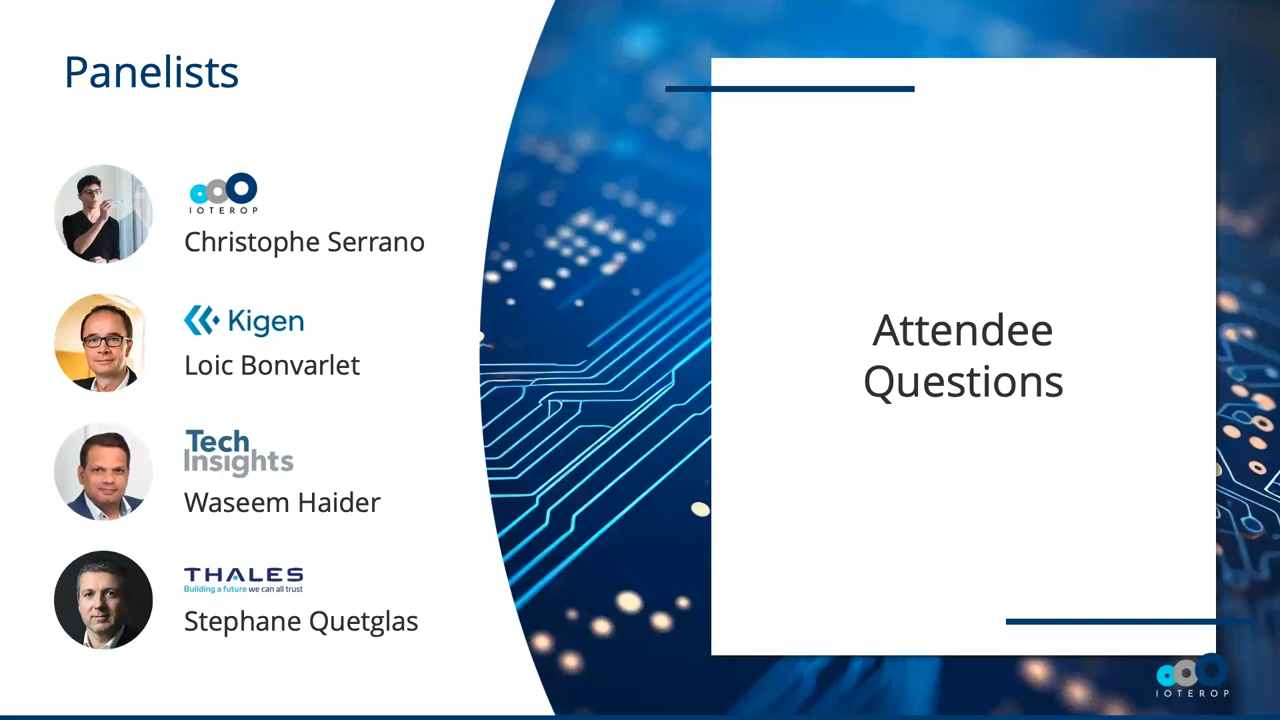 Panelists
IOTEROP
Christophe Serrano
Kigen
Loic Bonvarlet
Tech
Insights
Waseem Haider
THALES
Building a future we can all trust
Stephane Quetglas
Attendee
Questions
IOTEROP